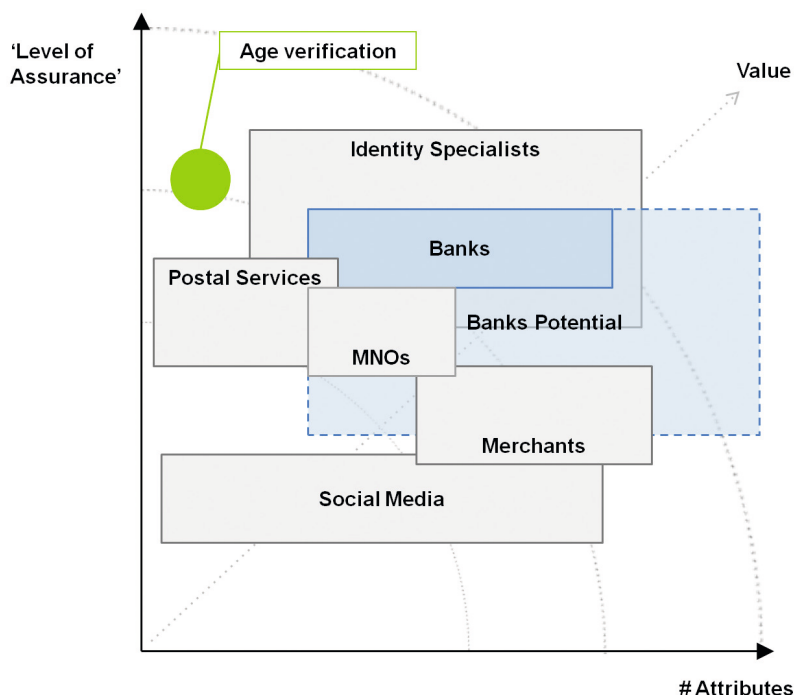 ‘Level of
Assurance’
Age verification
Value
Identity Specialists
Banks
Postal Services
Banks Potential
MNOs
Merchants
Social Media
# Attributes